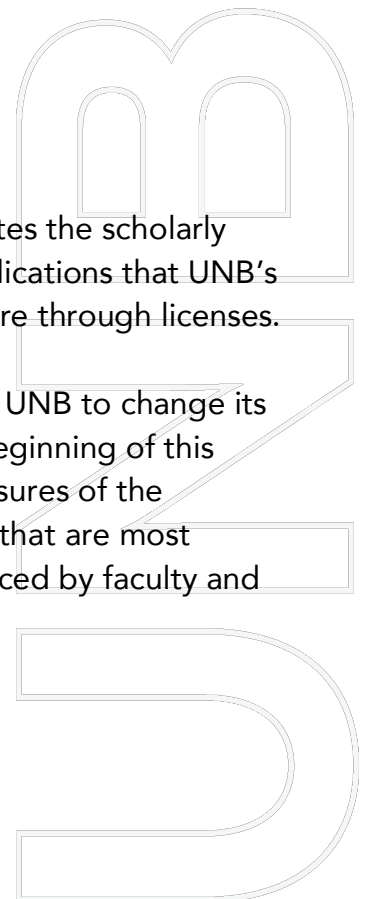 tes the scholarly
lications that UNB's
re through licenses.
UNB to change its
eginning of this
sures of the
that are most
ced by faculty and
UNB